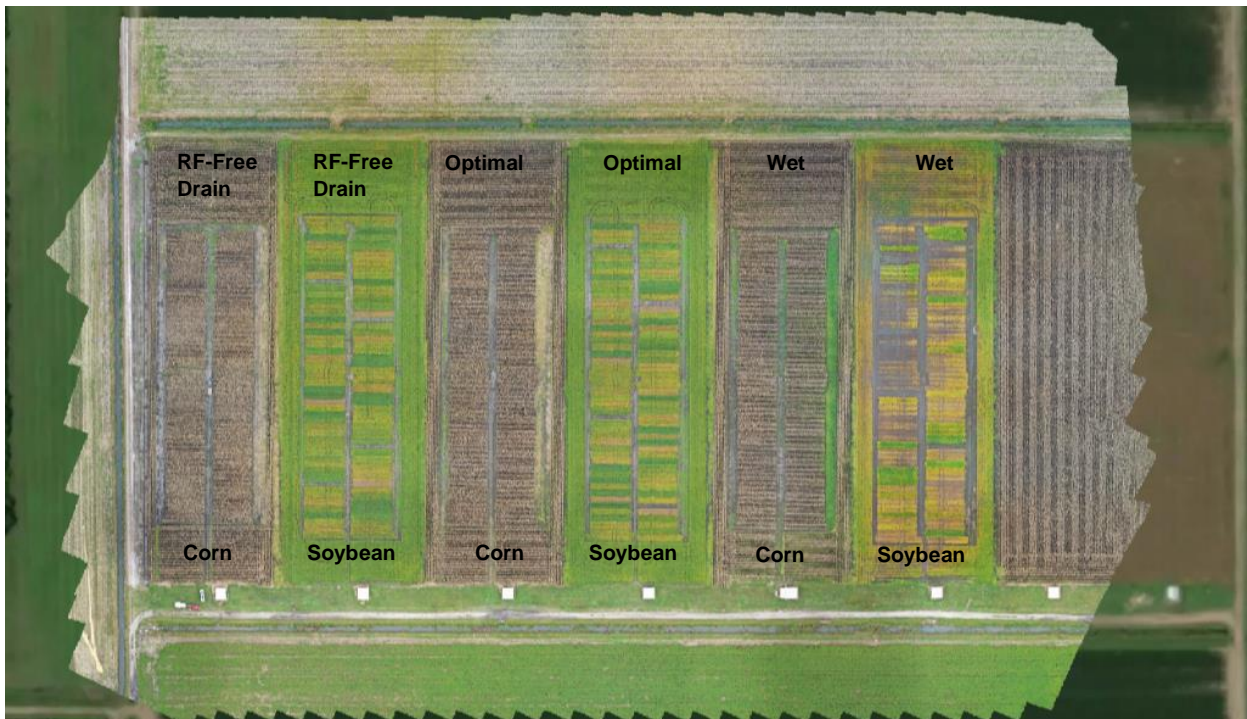 RF-Free
Drain
RF-Free
Drain
Optimal
Optimal
Wet
Wet
Corn
Soybean
Corn
Soybean
Corn
Soybean